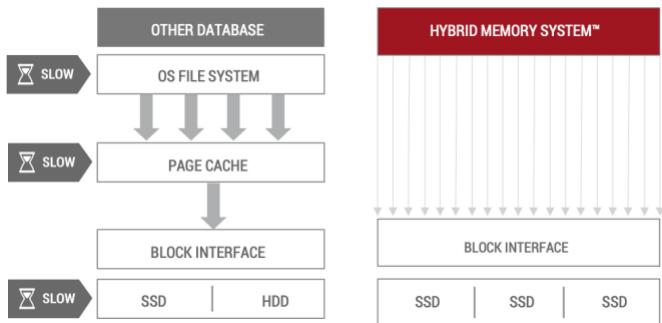 OTHER DATABASE
SLOW
OS FILE SYSTEM
SLOW
PAGE CACHE
BLOCK INTERFACE
SLOW
SSD
HDD
HYBRID MEMORY SYSTEM™
BLOCK INTERFACE
SSD
SSD
SSD